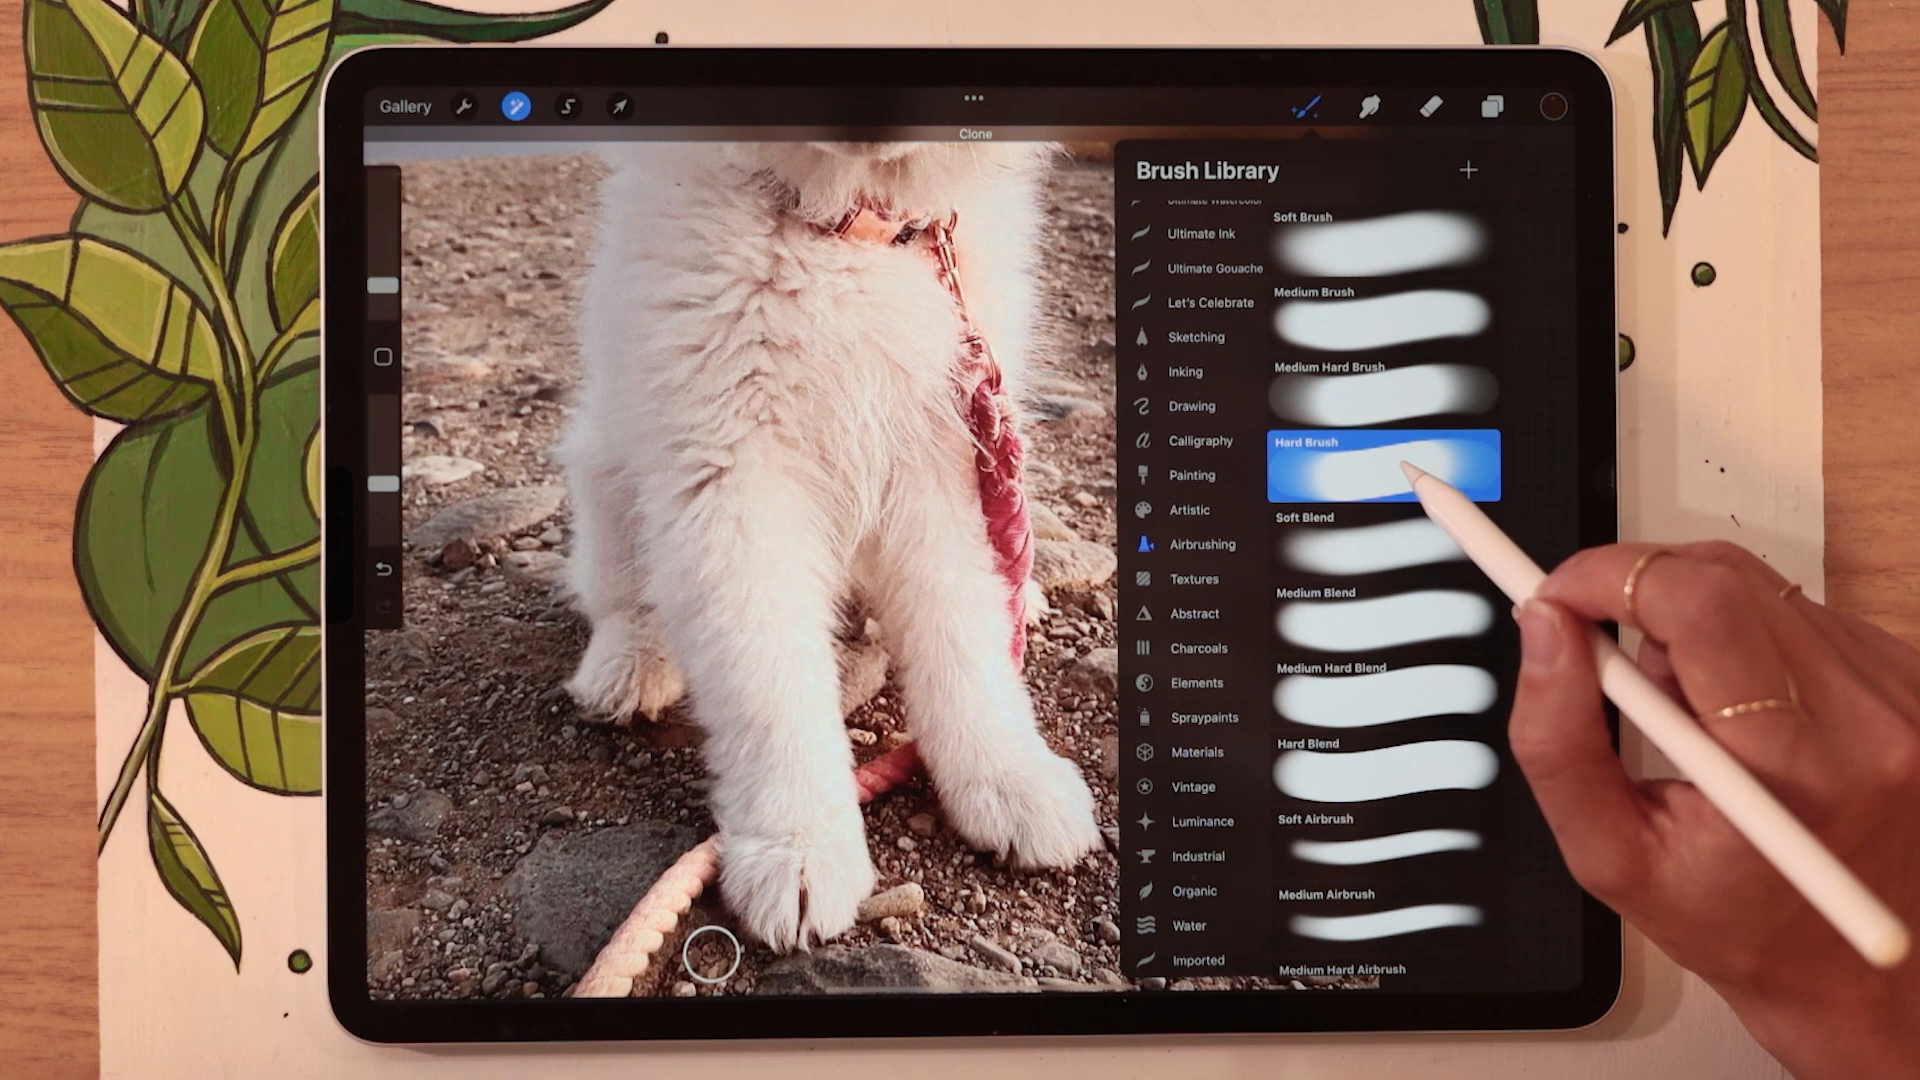 Gallery
Clone
Brush Library
Ultimate Watercolor
Ultimate Ink
Ultimate Gouache
Let's Celebrate
Sketching
Inking
Drawing
Calligraphy
Painting
Artistic
Airbrushing
Textures
Abstract
Charcoals
Elements
Spraypaints
Materials
Vintage
Luminance
Industrial
Organic
Water
Imported
Soft Brush
Medium Brush
Medium Hard Brush
Hard Brush
Soft Blend
Medium Blend
Medium Hard Blend
Hard Blend
Soft Airbrush
Medium Airbrush
Medium Hard Airbrush